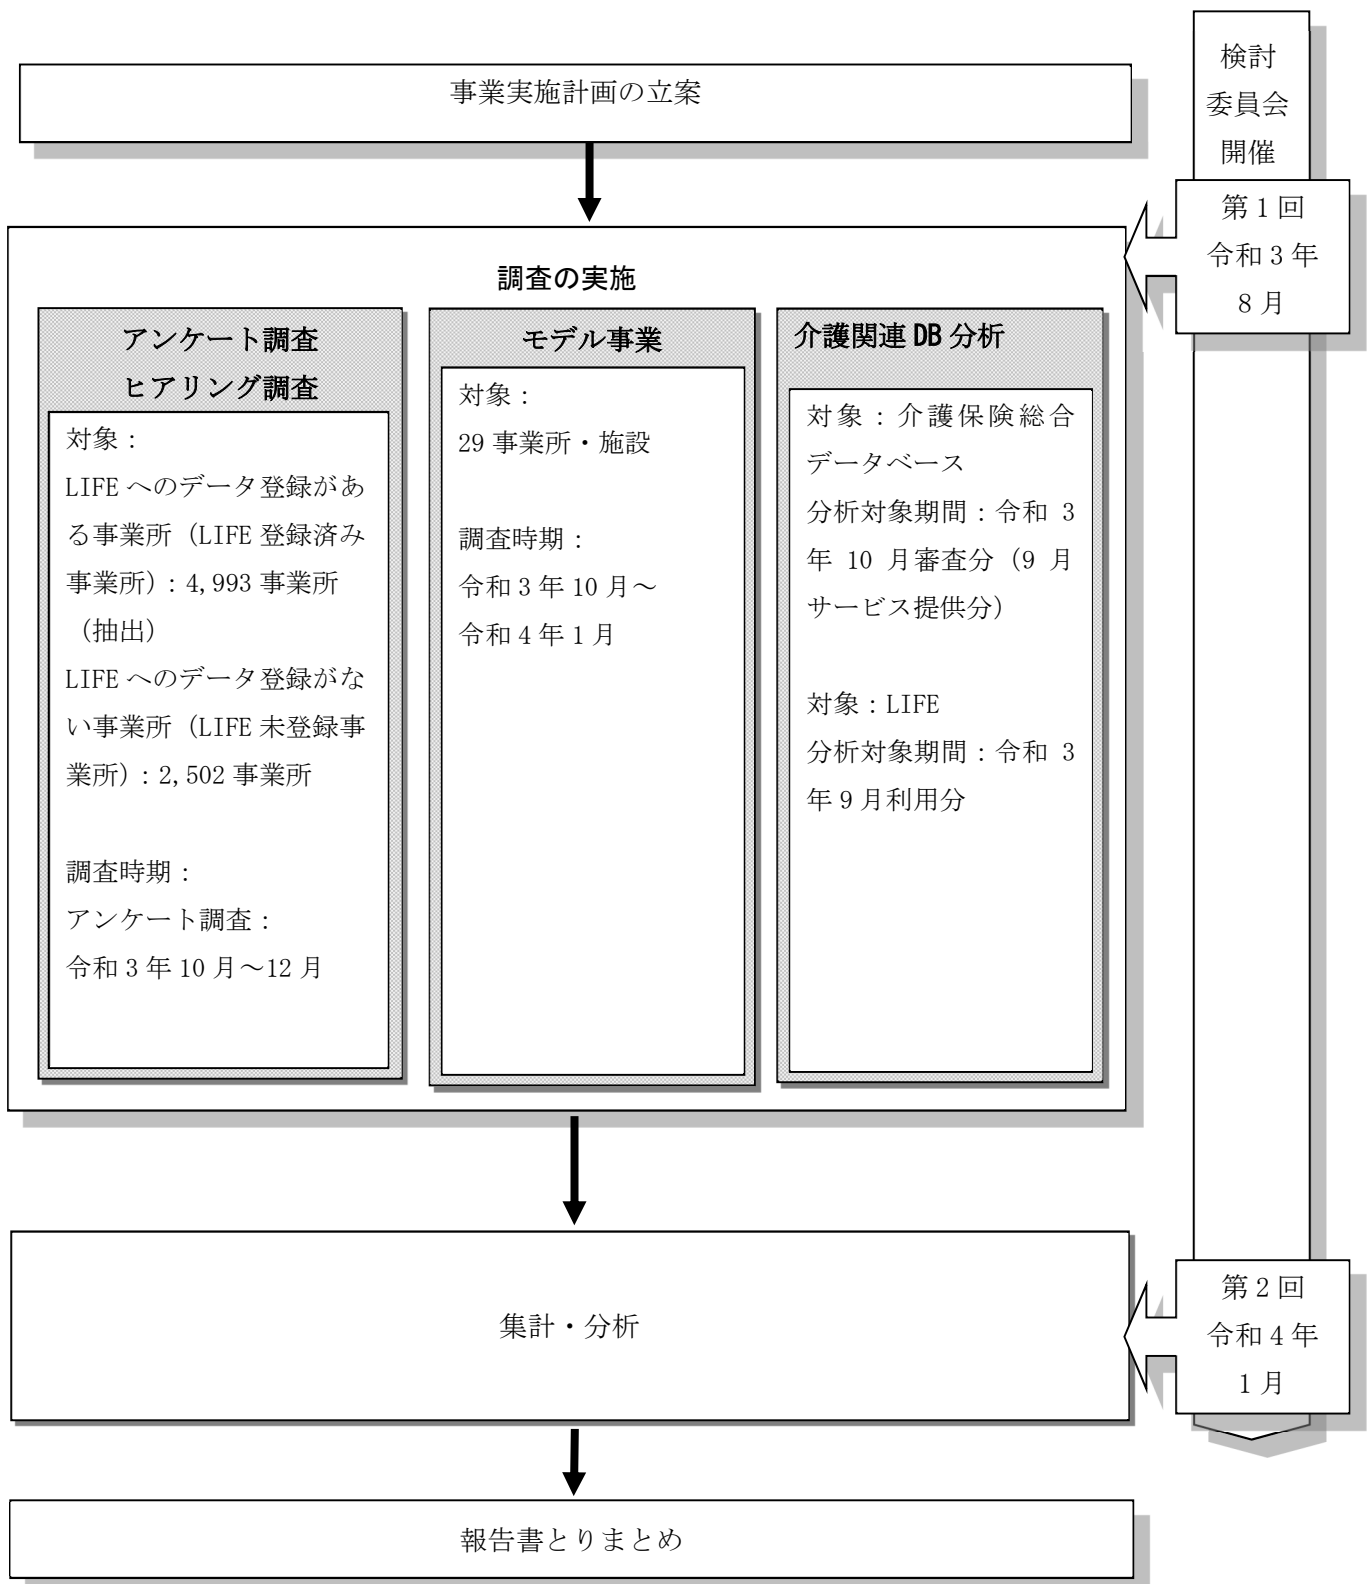 事業実施計画の立案
検討
委員会
開催
第1回
令和3年
8月
調査の実施
アンケート調査
ヒアリング調査
対象：
LIFEへのデータ登録があ
る事業所（LIFE登録済み
事業所）：4,993事業所
（抽出）
LIFEへのデータ登録がな
い事業所（LIFE未登録事
業所）：2,502事業所
調査時期：
アンケート調査：
令和3年10月～12月
モデル事業
対象：
29事業所・施設
調査時期：
令和3年10月～
令和4年1月
介護関連DB分析
対象：介護保険総合
データベース
分析対象期間：令和3
年10月審査分（9月
サービス提供分）
対象：LIFE
分析対象期間：令和3
年9月利用分
集計・分析
第2回
令和4年
1月
報告書とりまとめ